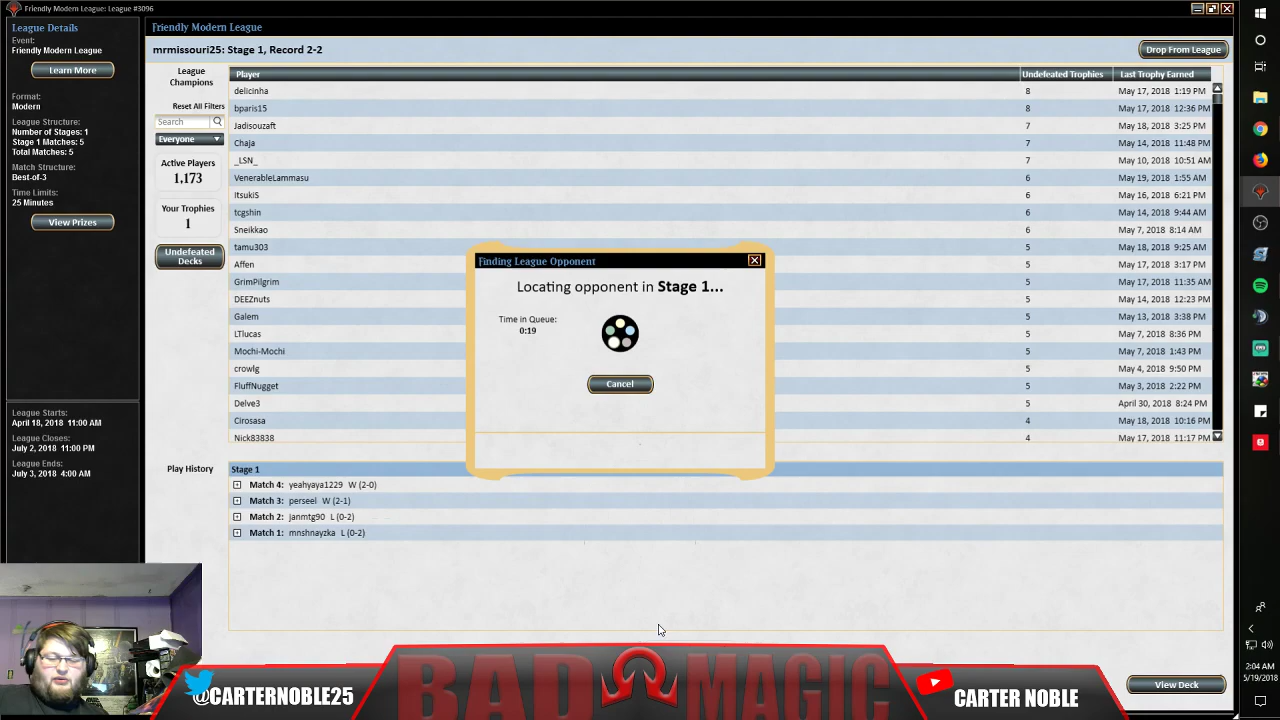 Friendly Modern League: League #3096
League Details
Event:
Friendly Modern League
Learn More
Format:
Modern
League Structure:
Number of Stages: 1
Stage 1 Matches: 5
Total Matches: 5
Match Structure:
Best-of-3
Time Limits:
25 Minutes
View Prizes
League Starts:
April 18, 2018 11:00 AM
League Closes:
July 2, 2018 11:00 PM
League Ends:
July 3, 2018 4:00 AM
Friendly Modern League
mrmissouri25: Stage 1, Record 2-2
Drop From League
League
Champions
Reset All Filters
Search
Everyone
Active Players
1,173
Your Trophies
1
Undefeated
Decks
Player Undefeated Trophies Last Trophy Earned
delicinha 8 May 17, 2018 1:19 PM
bparis15 8 May 17, 2018 12:36 PM
Jadisouzaft 7 May 18, 2018 3:25 PM
Chaja 7 May 14, 2018 11:48 PM
_LSN_ 7 May 10, 2018 10:51 AM
VenerableLammasu 6 May 19, 2018 1:55 AM
ItsukiS 6 May 16, 2018 6:21 PM
tcgshin 6 May 14, 2018 9:44 AM
Sneikkao 6 May 7, 2018 8:14 AM
tamu303 5 May 18, 2018 9:25 AM
Affen 5 May 17, 2018 3:17 PM
GrimPilgrim 5 May 17, 2018 11:35 AM
DEEZnuts 5 May 14, 2018 12:23 PM
Galem 5 May 13, 2018 3:38 PM
LTlucas 5 May 7, 2018 8:36 PM
Mochi-Mochi 5 May 7, 2018 1:43 PM
crowlg 5 May 4, 2018 9:50 PM
FluffNugget 5 May 3, 2018 2:22 PM
Delve3 5 April 30, 2018 8:24 PM
Cirosasa 4 May 18, 2018 10:16 PM
Nick83838 4 May 17, 2018 11:17 PM
Finding League Opponent
Locating opponent in Stage 1...
Time in Queue:
0:19
Cancel
Play History
Stage 1
Match 4: yeahyaya1229 W (2-0)
Match 3: perseel W (2-1)
Match 2: janmtg90 L (0-2)
Match 1: mnshnayzka L (0-2)
View Deck
@CARTERNOBLE25
BAD MAGIC
CARTER NOBLE
2:04 AM
5/19/2018